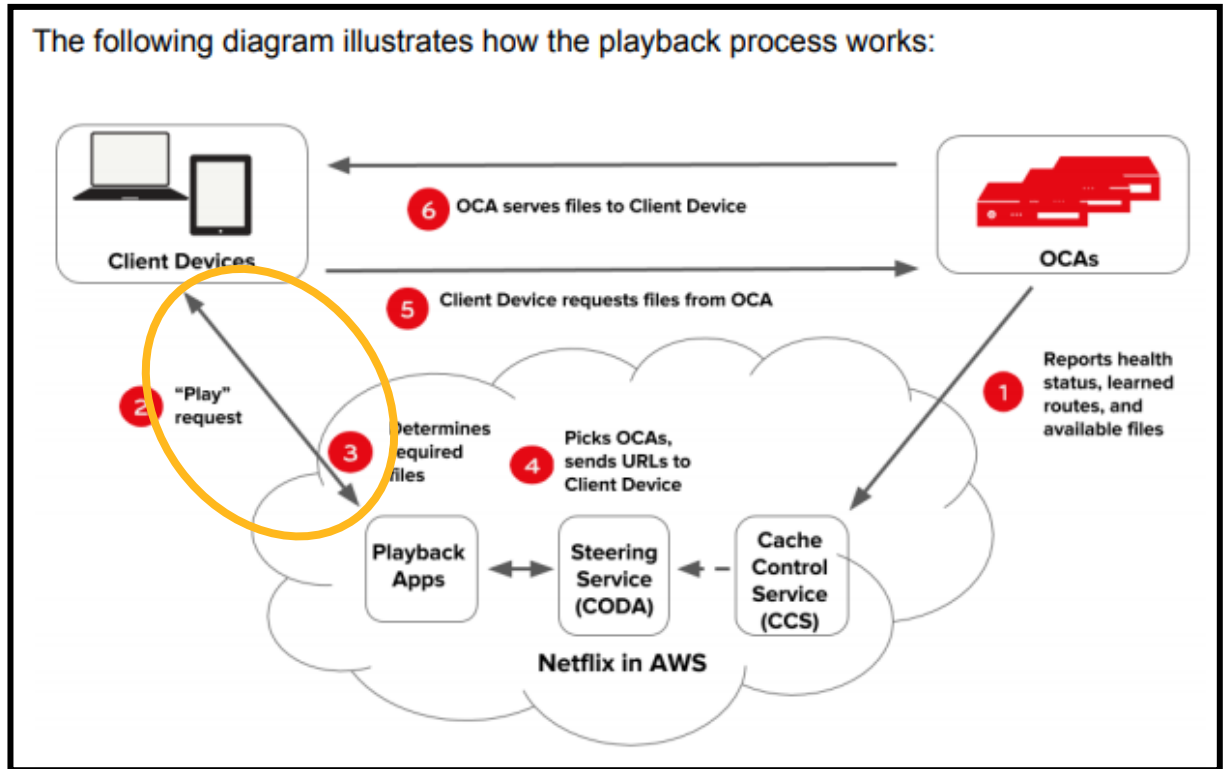 The following diagram illustrates how the playback process works:
Client Devices
6
OCA serves files to Client Device
OCAs
5
Client Device requests files from OCA
1
Reports health
status, learned
routes, and
available files
2
“Play”
request
3
Determines
required
files
4
Picks OCAs,
sends URLs to
Client Device
Playback
Apps
Steering
Service
(CODA)
Cache
Control
Service
(CCS)
Netflix in AWS